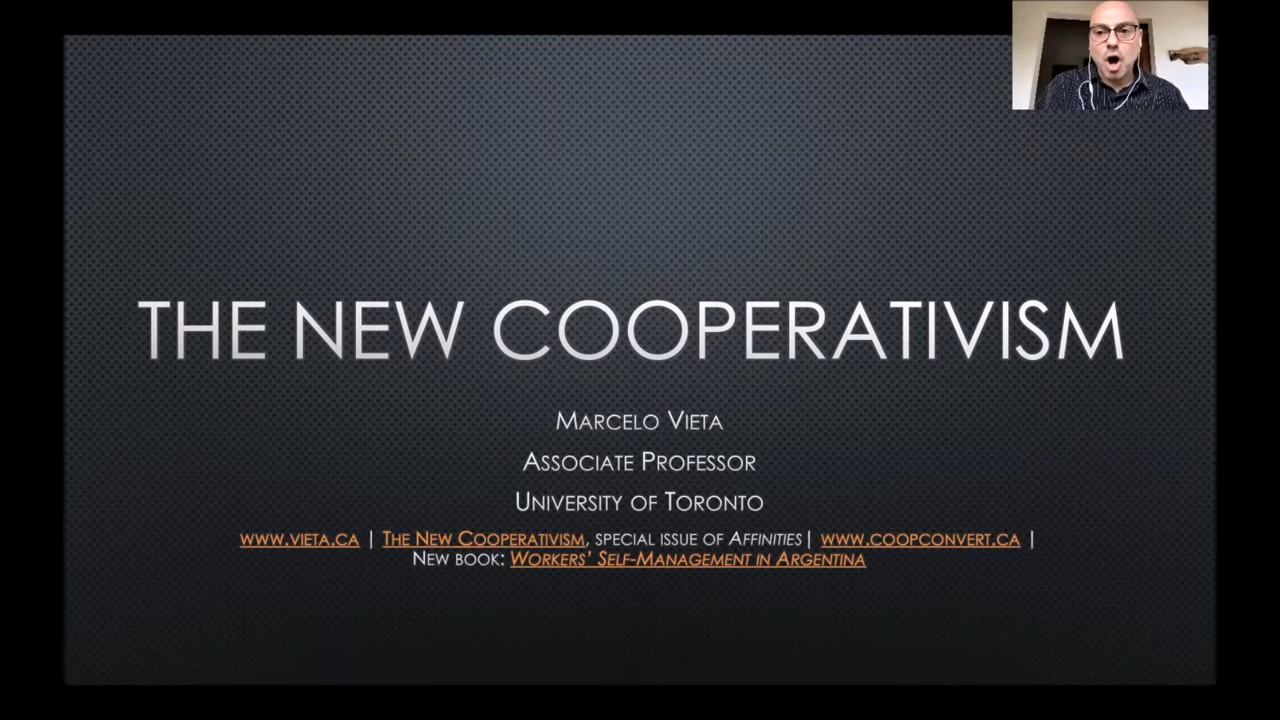 THE NEW COOPERATIVISM
MARCELO VIETA
ASSOCIATE PROFESSOR
UNIVERSITY OF TORONTO
WWW.VIETA.CA | THE NEW COOPERATIVISM, SPECIAL ISSUE OF AFFINITIES | WWW.COOPCONVERT.CA |
NEW BOOK: WORKERS' SELF-MANAGEMENT IN ARGENTINA